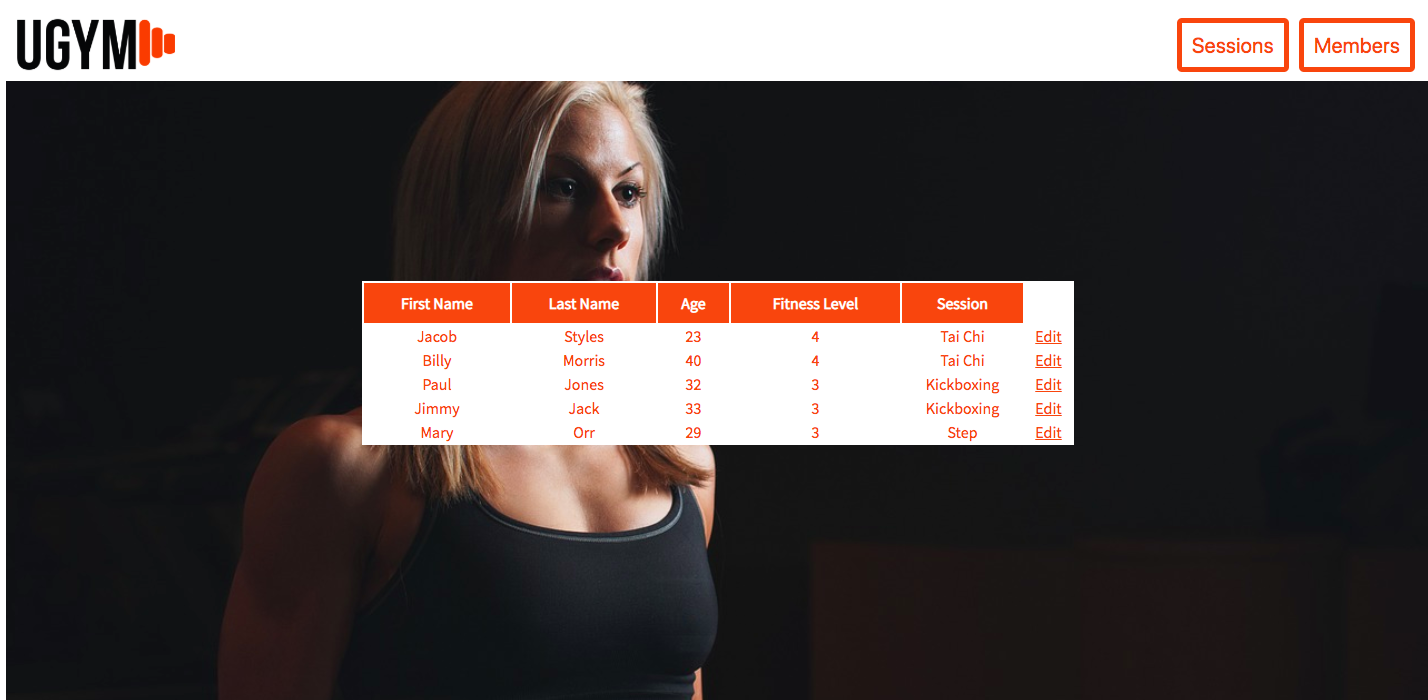 UGYM
Sessions Members
First Name Last Name Age Fitness Level Session
Jacob Styles 23 4 Tai Chi Edit
Billy Morris 40 4 Tai Chi Edit
Paul Jones 32 3 Kickboxing Edit
Jimmy Jack 33 3 Kickboxing Edit
Mary Orr 29 3 Step Edit